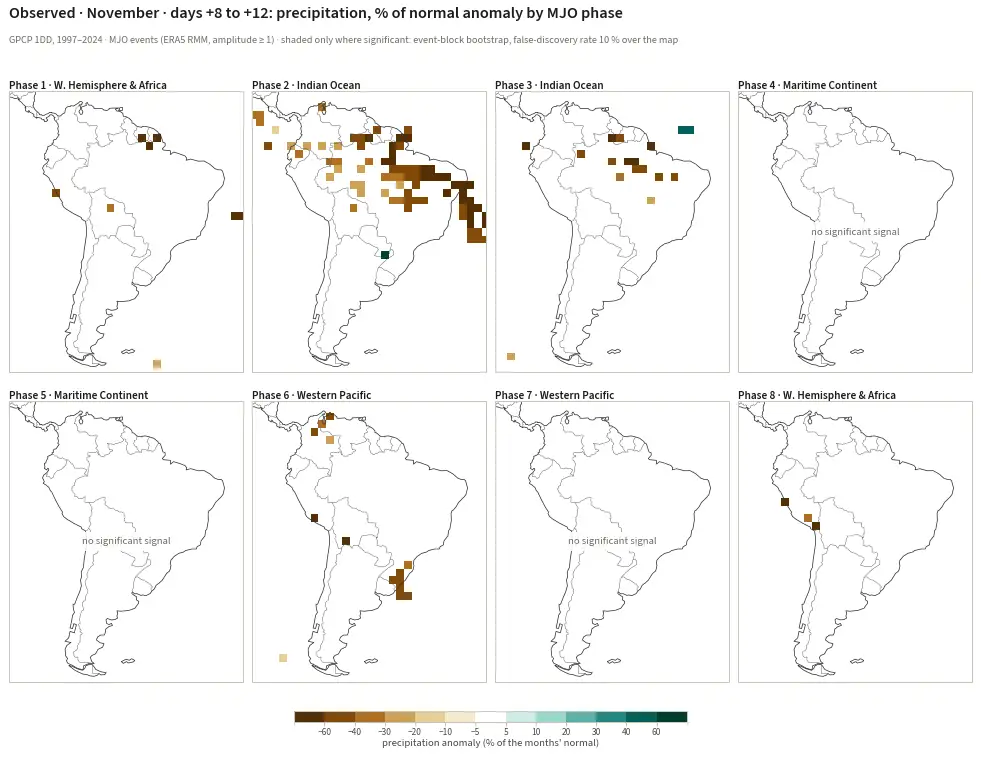 Observed · November · days +8 to +12: precipitation, % of normal anomaly by MJO phase
GPCP 1DD, 1997–2024 · MJO events (ERA5 RMM, amplitude ≥ 1) · shaded only where significant: event-block bootstrap, false-discovery rate 10 % over the map
Phase 1 · W. Hemisphere & Africa
Phase 2 · Indian Ocean
Phase 3 · Indian Ocean
Phase 4 · Maritime Continent
no significant signal
Phase 5 · Maritime Continent
Phase 6 · Western Pacific
Phase 7 · Western Pacific
Phase 8 · W. Hemisphere & Africa
no significant signal
no significant signal
−60 −40 −30 −20 −10 −5 5 10 20 30 40 60
precipitation anomaly (% of the months' normal)